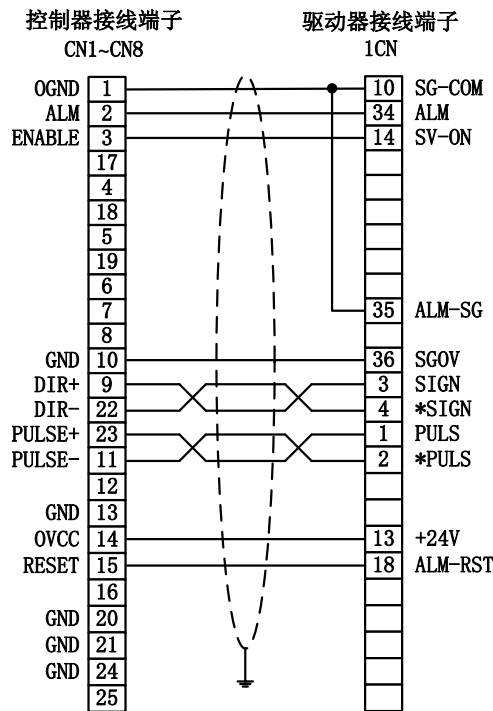 控制器接线端子 驱动器接线端子
CN1~CN8 1CN
OGND 1 10 SG-COM
ALM 2 34 ALM
ENABLE 3 14 SV-ON
17
4
18
5
19
6
7 35 ALM-SG
8
GND 10 36 SGOV
DIR+ 9 3 SIGN
DIR- 22 4 *SIGN
PULSE+ 23 1 PULS
PULSE- 11 2 *PULS
12
GND 13
OVCC 14 13 +24V
RESET 15 18 ALM-RST
16
GND 20
GND 21
GND 24
25